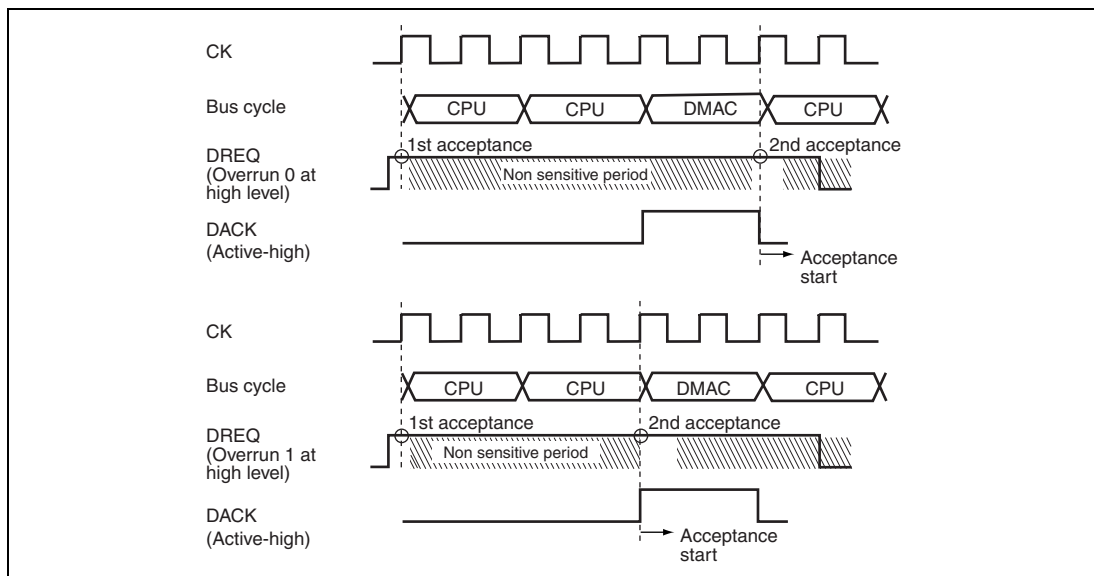 CK
Bus cycle
CPU CPU DMAC CPU
1st acceptance 2nd acceptance
DREQ
(Overrun 0 at
high level)
Non sensitive period
DACK
(Active-high)
Acceptance
start
CK
Bus cycle
CPU CPU DMAC CPU
1st acceptance 2nd acceptance
DREQ
(Overrun 1 at
high level)
Non sensitive period
DACK
(Active-high)
Acceptance
start